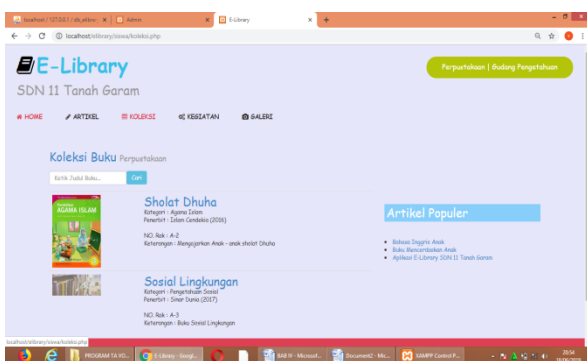 localhost / 127.0.0.1 / db_elibra
Admin
E-Library
localhost/elibrary/siswa/koleksi.php
E-Library
SDN 11 Tanah Garam
Perpustakaan | Gudang Pengetahuan
HOME
ARTIKEL
KOLEKSI
KEGIATAN
GALERI
Koleksi Buku Perpustakaan
Ketik Judul Buku...
Cari
AGAMA ISLAM
Sholat Dhuha
Kategori : Agama Islam
Penerbit : Islam Cendekia (2016)
NO. Rak : A-2
Keterangan : Mengajarkan Anak - anak sholat Dhuha
Artikel Populer
Bahasa Inggris Anak
Buku Mencerdaskan Anak
Aplikasi E-Library SDN 11 Tanah Garam
Sosial Lingkungan
Kategori : Pengetahuan Sosial
Penerbit : Sinar Dunia (2017)
NO. Rak : A-3
Keterangan : Buku Sosial Lingkungan
localhost/elibrary/siswa/koleksi.php
PROGRAM TA VO...
E-Library - Googl...
BAB IV - Microsof...
Document2 - Mic...
XAMPP Control P...
20:54